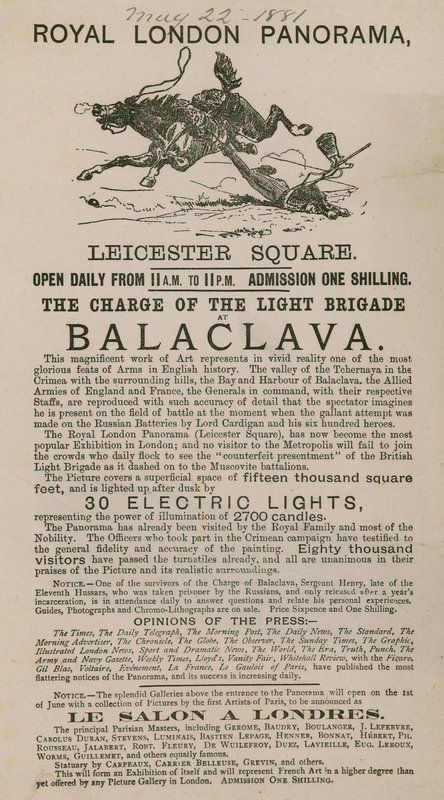 May 22 - 1881
ROYAL LONDON PANORAMA,
LEICESTER SQUARE.
OPEN DAILY FROM 11 A.M. TO 11 P.M. ADMISSION ONE SHILLING.
THE CHARGE OF THE LIGHT BRIGADE
AT
BALACLAVA.
This magnificent work of Art represents in vivid reality one of the most
glorious feats of Arms in English history. The valley of the Tchernaya in the
Crimea with the surrounding hills, the Bay and Harbour of Balaclava, the Allied
Armies of England and France, the Generals in command, with their respective
Staffs, are reproduced with such accuracy of detail that the spectator imagines
he is present on the field of battle at the moment when the gallant attempt was
made on the Russian Batteries by Lord Cardigan and his six hundred heroes.
The Royal London Panorama (Leicester Square), has now become the most
popular Exhibition in London; and no visitor to the Metropolis will fail to join
the crowds who daily flock to see the "counterfeit presentment" of the British
Light Brigade as it dashed on to the Muscovite battalions.
The Picture covers a superficial space of fifteen thousand square
feet, and is lighted up after dusk by
30 ELECTRIC LIGHTS,
representing the power of illumination of 2700 candles.
The Panorama has already been visited by the Royal Family and most of the
Nobility. The Officers who took part in the Crimean campaign have testified to
the general fidelity and accuracy of the painting. Eighty thousand
visitors have passed the turnstiles already, and all are unanimous in their
praises of the Picture and its realistic surroundings.
NOTICE.—One of the survivors of the Charge of Balaclava, Sergeant Henry, late of the
Eleventh Hussars, who was taken prisoner by the Russians, and only released after a year's
incarceration, is in attendance daily to answer questions and relate his personal experiences.
Guides, Photographs and Chromo-Lithographs are on sale. Price Sixpence and One Shilling.
OPINIONS OF THE PRESS:—
The Times, The Daily Telegraph, The Morning Post, The Daily News, The Standard, The
Morning Advertiser, The Chronicle, The Globe, The Observer, The Sunday Times, The Graphic,
Illustrated London News, Sport and Dramatic News, The World, The Era, Truth, Punch, The
Army and Navy Gazette, Weekly Times, Lloyd's, Vanity Fair, Whitehall Review, with the Figaro,
Gil Blas, Voltaire, Evénement, La France, Le Gaulois of Paris, have published the most
flattering notices of the Panorama, and its success is increasing daily.
NOTICE.—The splendid Galleries above the entrance to the Panorama will open on the 1st
of June with a collection of Pictures by the first Artists of Paris, to be announced as
LE SALON A LONDRES.
The principal Parisian Masters, including GEROME, BAUDRY, BOULANGER, J. LEFEBVRE,
CAROLUS DURAN, STEVENS, LUMINAIS, BASTIEN LEPAGE, HENNER, BONNAT, HÉBERT, PH.
ROUSSEAU, JALABERT, ROBT. FLEURY, DE WUILEFROY, DUEZ, LAVIEILLE, EUG. LEROUX,
WORMS, GUILLEMET, and others equally famous.
Statuary by CARPEAUX, CARRIER BELLEUSE, GREVIN, and others.
This will form an Exhibition of itself and will represent French Art in a higher degree than
yet offered by any Picture Gallery in London. ADMISSION ONE SHILLING.